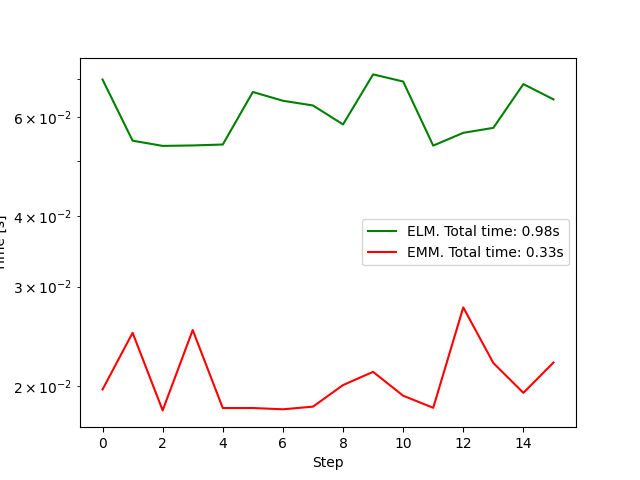 6 × 10⁻²
4 × 10⁻²
3 × 10⁻²
2 × 10⁻²
[s]
ELM. Total time: 0.98s
EMM. Total time: 0.33s
0 2 4 6 8 10 12 14
Step